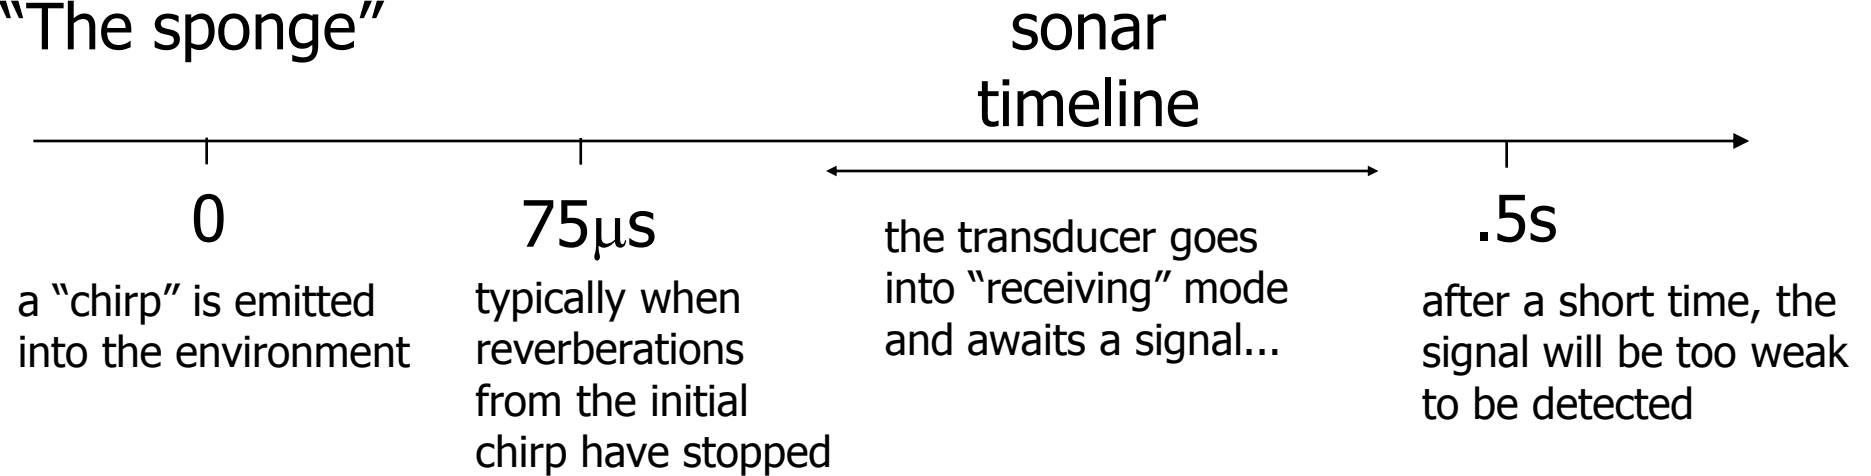 “The sponge”
sonar
timeline
0
a “chirp” is emitted
into the environment
75μs
typically when
reverberations
from the initial
chirp have stopped
the transducer goes
into “receiving” mode
and awaits a signal...
.5s
after a short time, the
signal will be too weak
to be detected